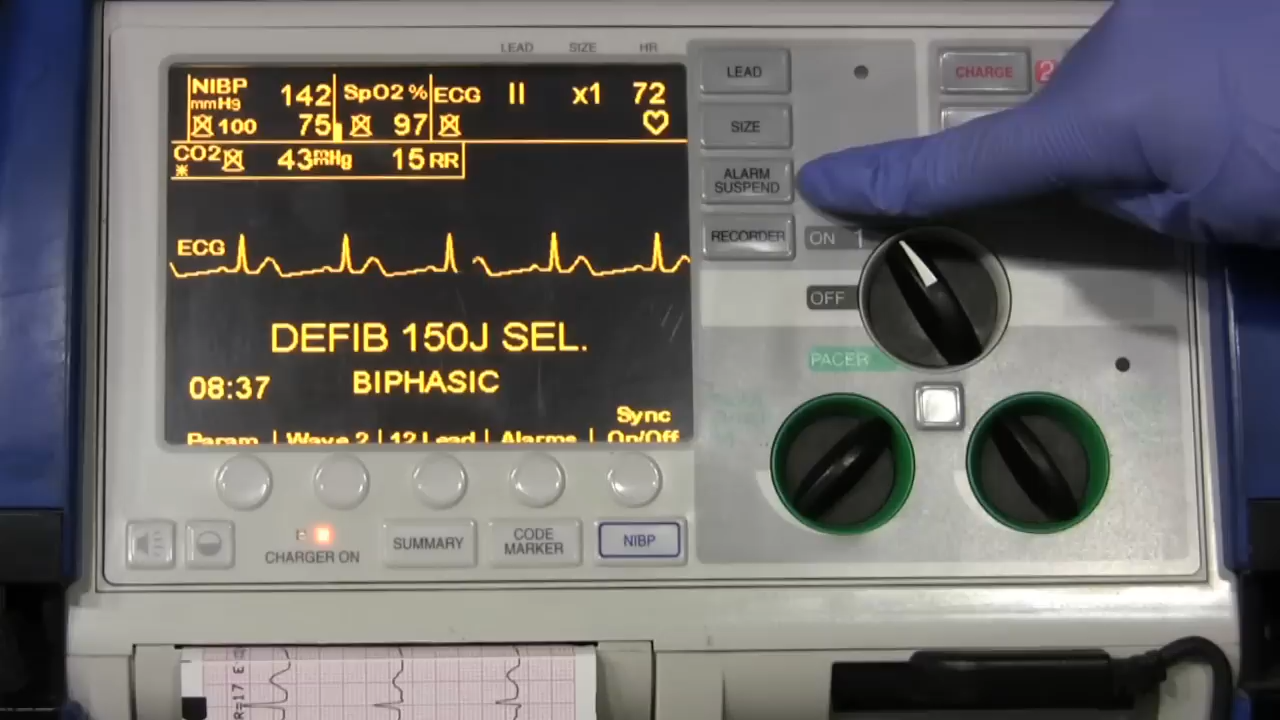 LEAD SIZE HR
NIBP
mmHg
142
100 75
SpO2 %
97
ECG II x1 72
CO2
*
43 mmHg 15 RR
ECG
DEFIB 150J SEL.
BIPHASIC
08:37
Param
Wave 2
12 Lead
Alarms
Sync
On/Off
LEAD
SIZE
ALARM
SUSPEND
RECORDER
CHARGE 2
ON 1
OFF
PACER
CHARGER ON
SUMMARY
CODE
MARKER
NIBP